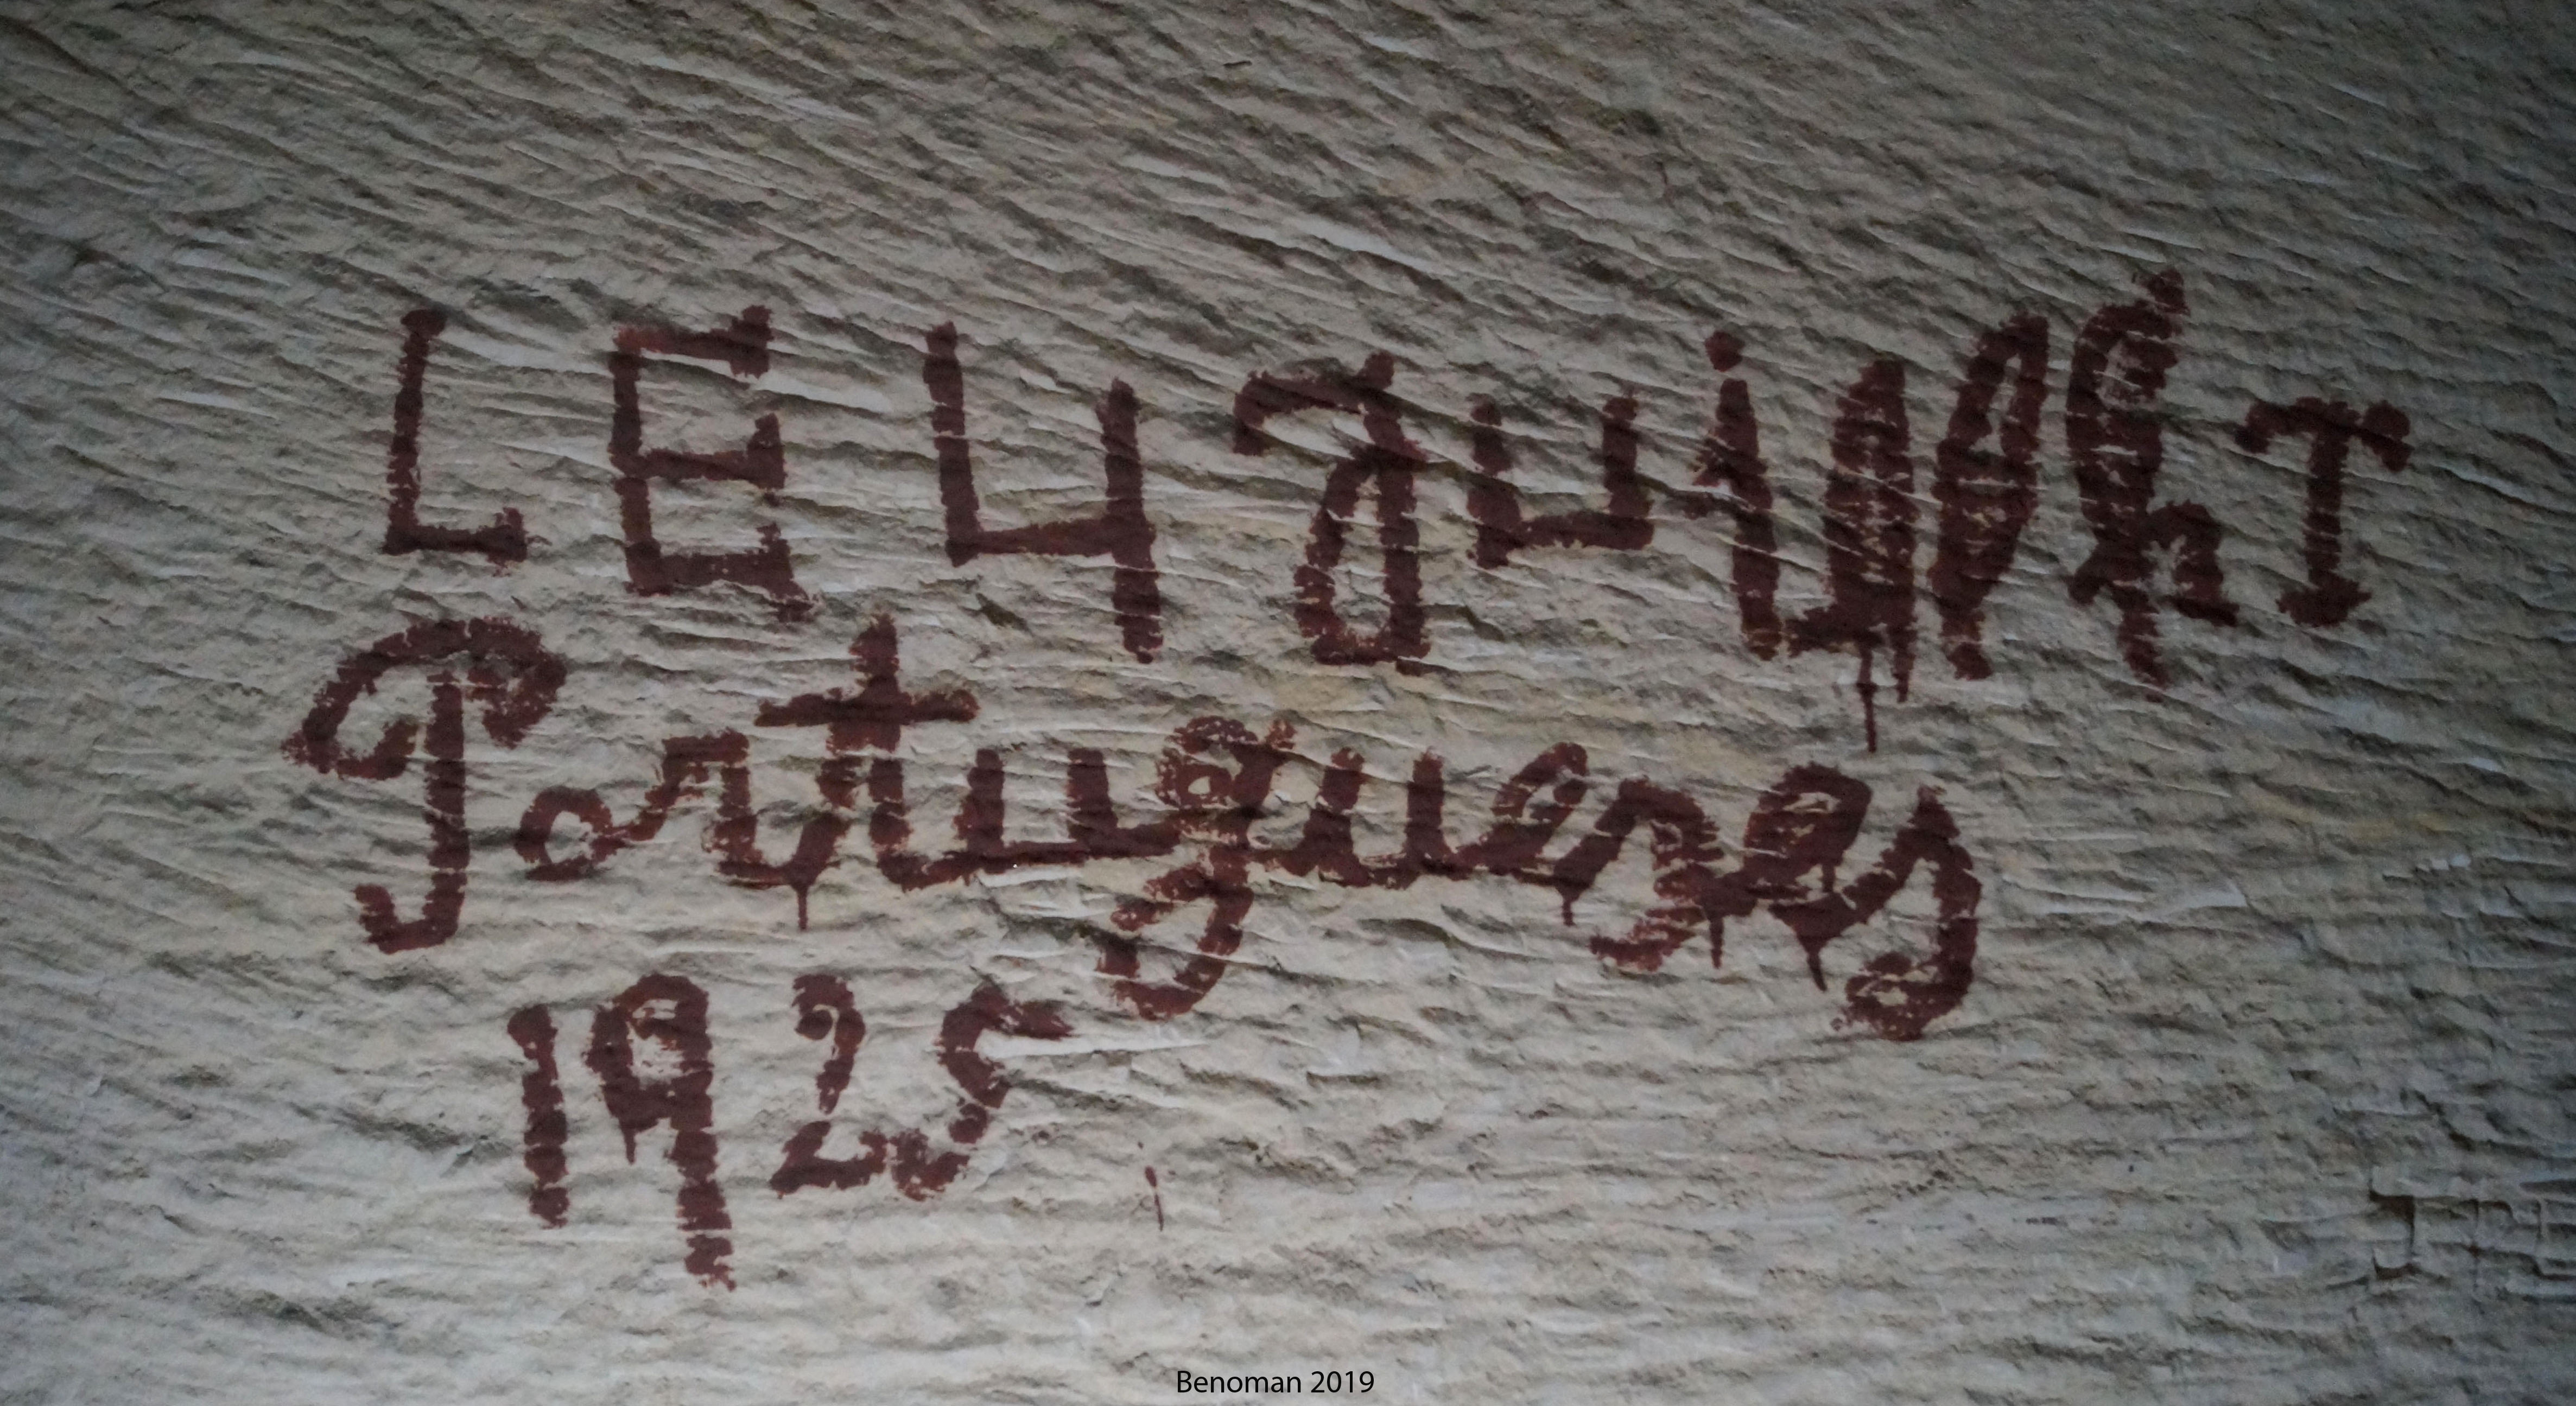 LE 4 Juillet
Portugueses
1925
Benoman 2019